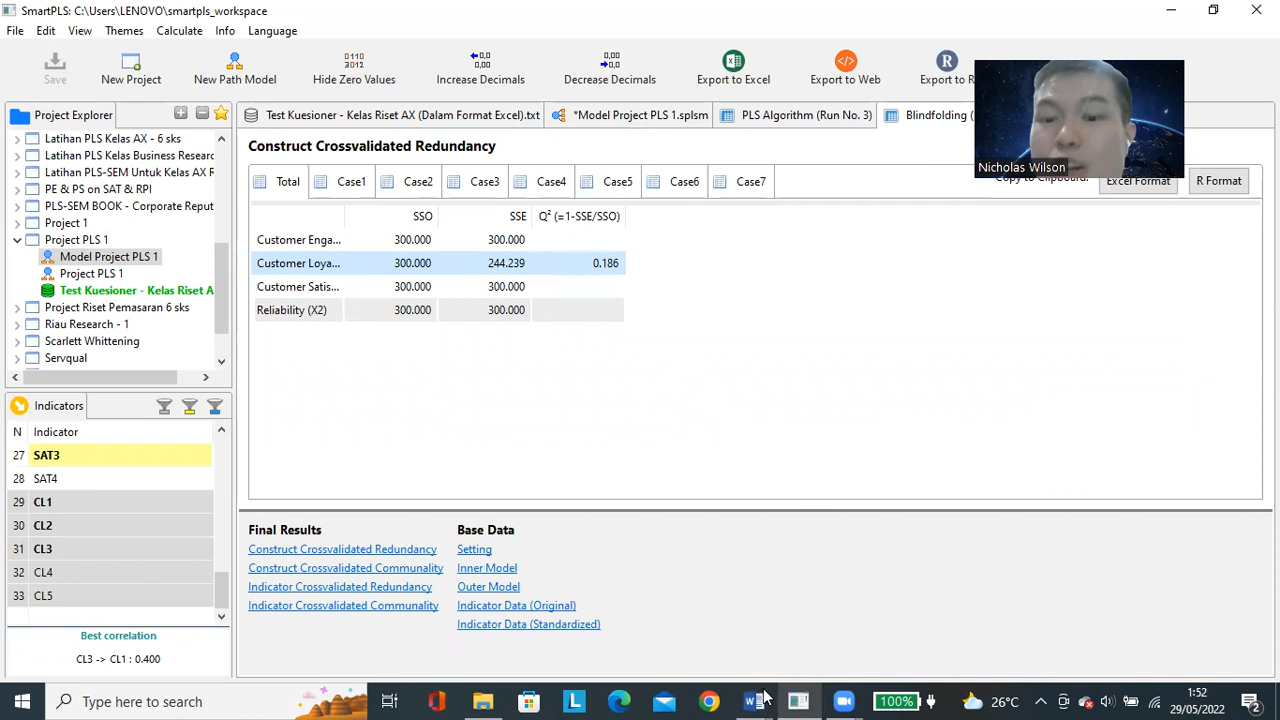 SmartPLS: C:\Users\LENOVO\smartpls_workspace
File Edit View Themes Calculate Info Language
Save New Project New Path Model Hide Zero Values Increase Decimals Decrease Decimals Export to Excel Export to Web Export to R
Project Explorer
Test Kuesioner - Kelas Riset AX (Dalam Format Excel).txt *Model Project PLS 1.splsm PLS Algorithm (Run No. 3) Blindfolding (
Nicholas Wilson
Latihan PLS Kelas AX - 6 sks
Latihan PLS Kelas Business Researc
Latihan PLS-SEM Untuk Kelas AX R
PE & PS on SAT & RPI
PLS-SEM BOOK - Corporate Reput
Project 1
Project PLS 1
Model Project PLS 1
Project PLS 1
Test Kuesioner - Kelas Riset A
Project Riset Pemasaran 6 sks
Riau Research - 1
Scarlett Whittening
Servqual
Construct Crossvalidated Redundancy
Total Case1 Case2 Case3 Case4 Case5 Case6 Case7
Copy to Clipboard: Excel Format R Format
SSO SSE Q² (=1-SSE/SSO)
Customer Enga... 300.000 300.000
Customer Loya... 300.000 244.239 0.186
Customer Satis... 300.000 300.000
Reliability (X2) 300.000 300.000
Indicators
N Indicator
27 SAT3
28 SAT4
29 CL1
30 CL2
31 CL3
32 CL4
33 CL5
Best correlation
CL3 -> CL1 : 0.400
Final Results
Construct Crossvalidated Redundancy
Construct Crossvalidated Communality
Indicator Crossvalidated Redundancy
Indicator Crossvalidated Communality
Base Data
Setting
Inner Model
Outer Model
Indicator Data (Original)
Indicator Data (Standardized)
Type here to search
100%
26°C
1:52
29/05/2022
2